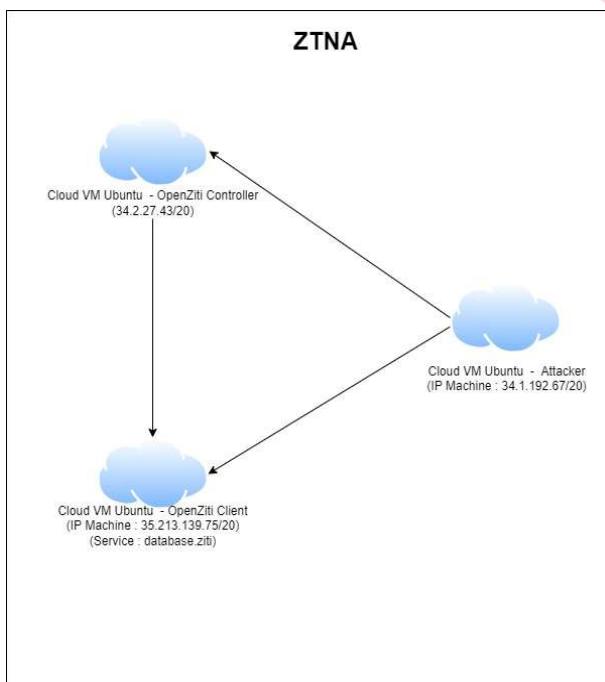 ZTNA
Cloud VM Ubuntu - OpenZiti Controller
(34.2.27.43/20)
Cloud VM Ubuntu - Attacker
(IP Machine : 34.1.192.67/20)
Cloud VM Ubuntu - OpenZiti Client
(IP Machine : 35.213.139.75/20)
(Service : database.ziti)